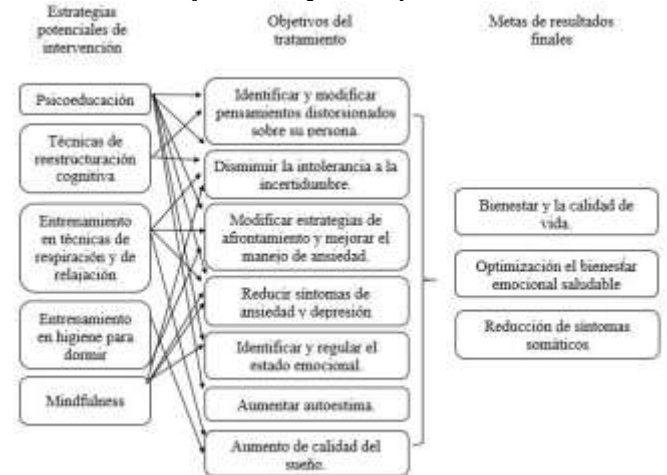 Estrategias
potenciales de
intervención
Objetivos del
tratamiento
Metas de resultados
finales
Psicoeducación
Técnicas de
reestructuración
cognitiva
Entrenamiento
en técnicas de
respiración y de
relajación
Entrenamiento
en higiene para
dormir
Mindfulness
Identificar y modificar
pensamientos distorsionados
sobre su persona.
Disminuir la intolerancia a la
incertidumbre.
Modificar estrategias de
afrontamiento y mejorar el
manejo de ansiedad.
Reducir síntomas de
ansiedad y depresión
Identificar y regular el
estado emocional.
Aumentar autoestima.
Aumento de calidad del
sueño.
Bienestar y la calidad de
vida.
Optimización el bienestar
emocional saludable
Reducción de síntomas
somáticos